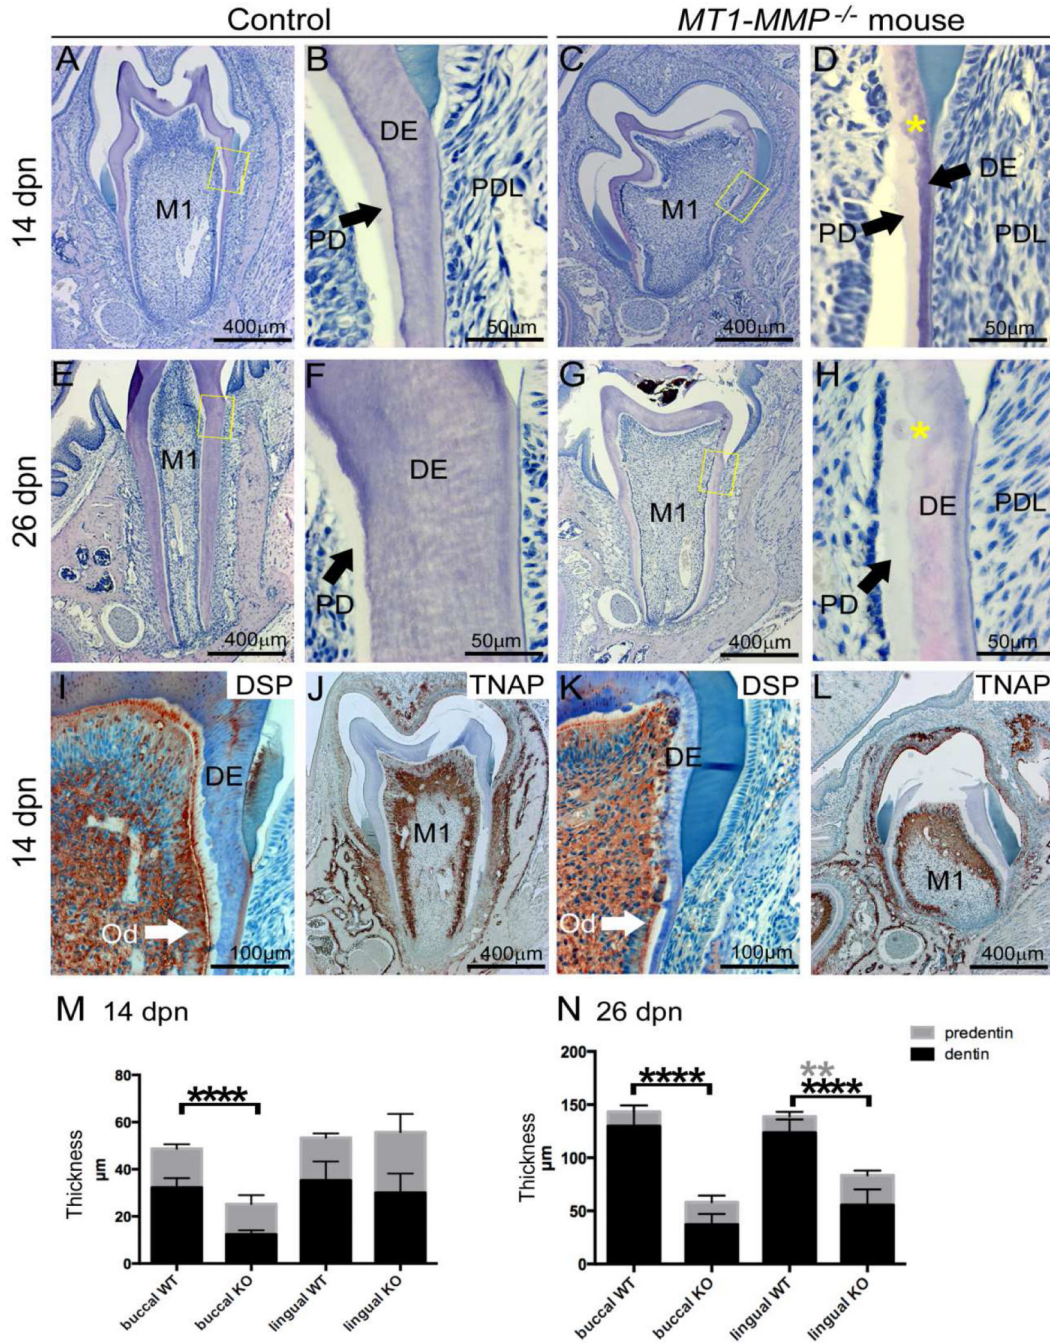 Control
MT1-MMP -/- mouse
14 dpn
A
M1
400μm
B
DE
PDL
PD
50μm
C
M1
400μm
D
*
DE
PD
PDL
50μm
26 dpn
E
M1
400μm
F
DE
PD
50μm
G
M1
400μm
H
*
DE
PDL
PD
50μm
14 dpn
I
DSP
DE
Od
100μm
J
TNAP
M1
400μm
K
DSP
DE
Od
100μm
L
TNAP
M1
400μm
M 14 dpn
80
60
40
20
0
Thickness
μm
****
buccal WT
buccal KO
lingual WT
lingual KO
N 26 dpn
predentin
dentin
200
150
100
50
0
Thickness
μm
****
**
****
buccal WT
buccal KO
lingual WT
lingual KO